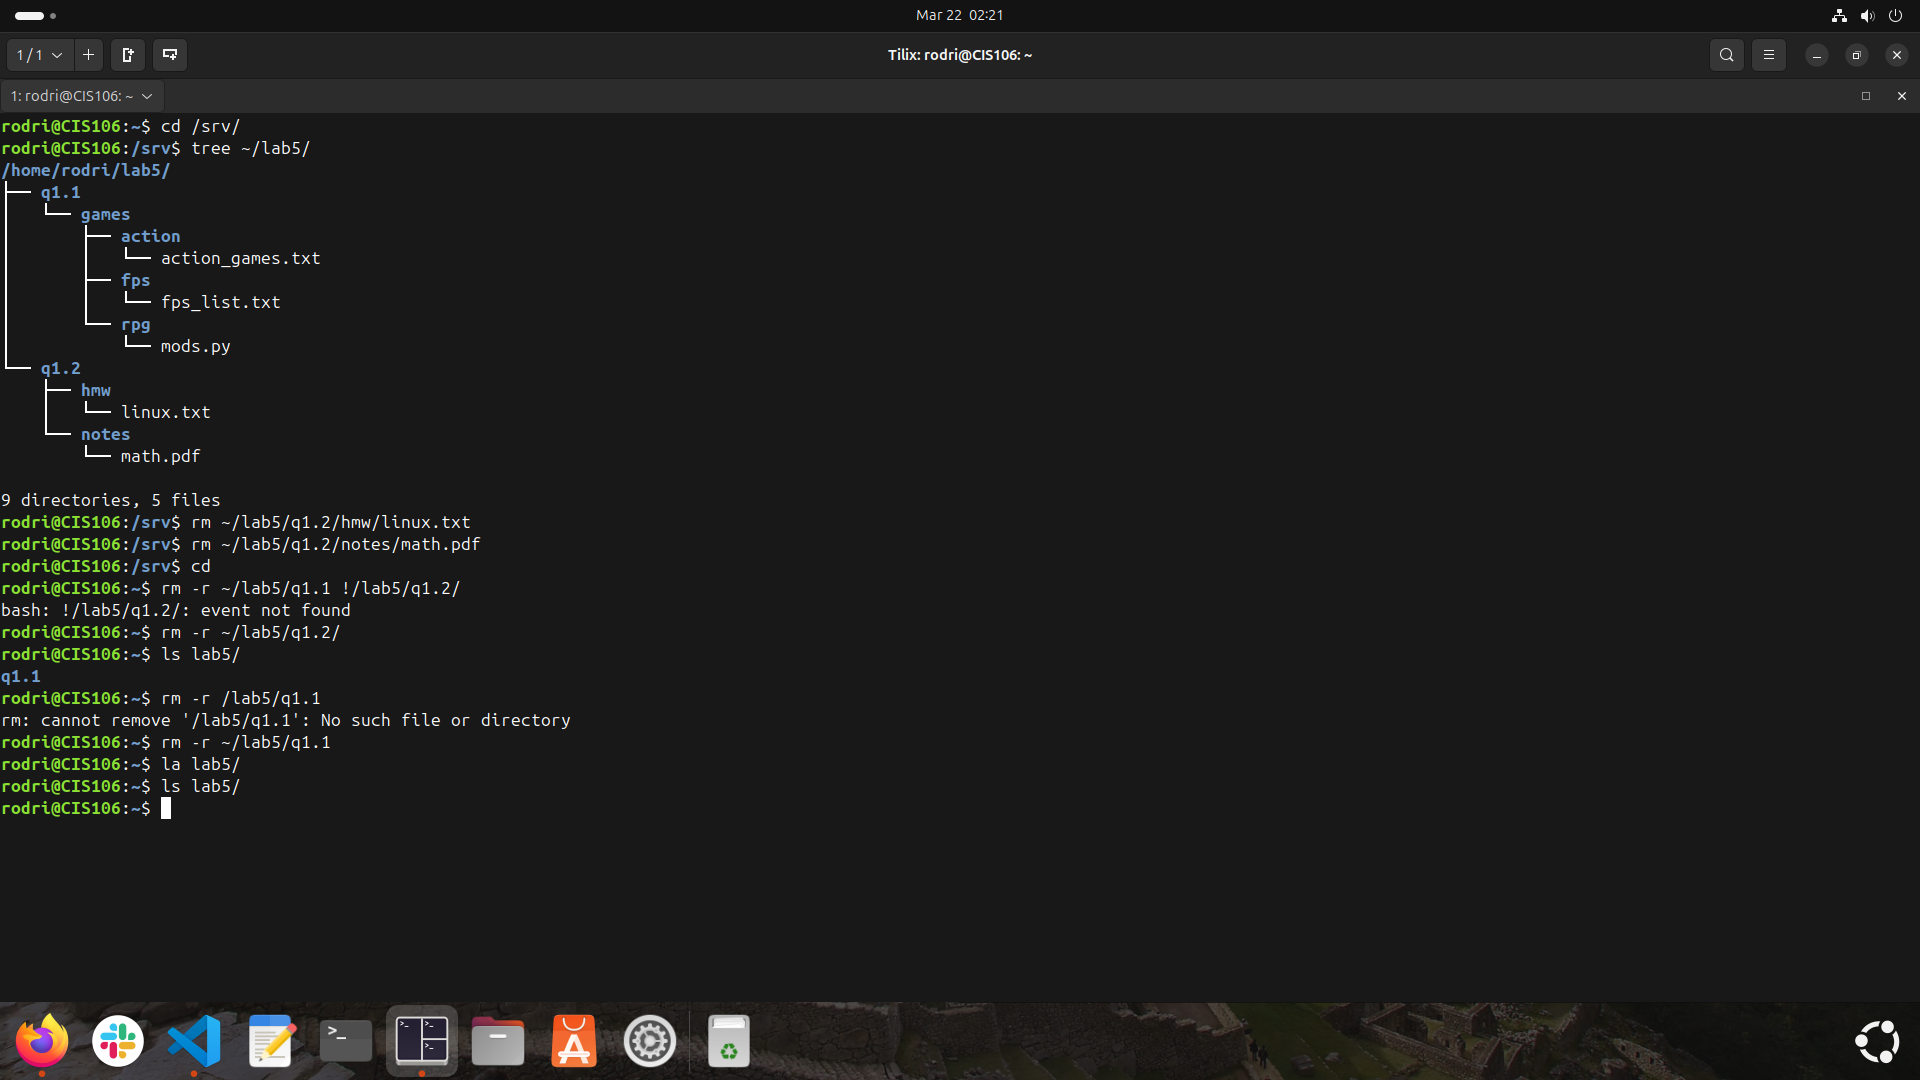 Mar 22 02:21
1 / 1
Tilix: rodri@CIS106: ~
1: rodri@CIS106: ~
rodri@CIS106:~$ cd /srv/
rodri@CIS106:/srv$ tree ~/lab5/
/home/rodri/lab5/
├── q1.1
│   └── games
│       ├── action
│       │   └── action_games.txt
│       ├── fps
│       │   └── fps_list.txt
│       └── rpg
│           └── mods.py
└── q1.2
    ├── hmw
    │   └── linux.txt
    └── notes
        └── math.pdf
9 directories, 5 files
rodri@CIS106:/srv$ rm ~/lab5/q1.2/hmw/linux.txt
rodri@CIS106:/srv$ rm ~/lab5/q1.2/notes/math.pdf
rodri@CIS106:/srv$ cd
rodri@CIS106:~$ rm -r ~/lab5/q1.1 !/lab5/q1.2/
bash: !/lab5/q1.2/: event not found
rodri@CIS106:~$ rm -r ~/lab5/q1.2/
rodri@CIS106:~$ ls lab5/
q1.1
rodri@CIS106:~$ rm -r /lab5/q1.1
rm: cannot remove '/lab5/q1.1': No such file or directory
rodri@CIS106:~$ rm -r ~/lab5/q1.1
rodri@CIS106:~$ la lab5/
rodri@CIS106:~$ ls lab5/
rodri@CIS106:~$